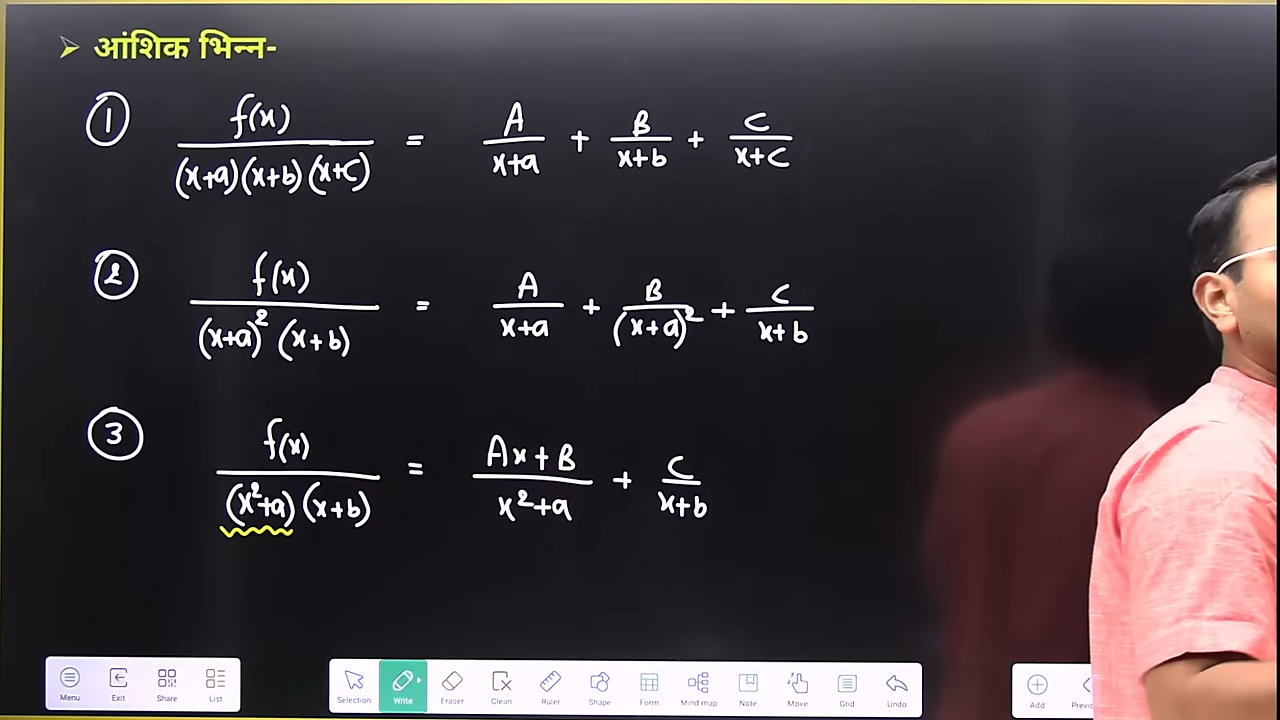 ➤ आंशिक भिन्न-
① f(x)/((x+a)(x+b)(x+c)) = A/(x+a) + B/(x+b) + C/(x+c)
② f(x)/((x+a)²(x+b)) = A/(x+a) + B/(x+a)² + C/(x+b)
③ f(x)/((x²+a)(x+b)) = (Ax+B)/(x²+a) + C/(x+b)
Menu Exit Share List Selection Write Eraser Clean Ruler Shape Form Mind map Note Move Grid Undo Add